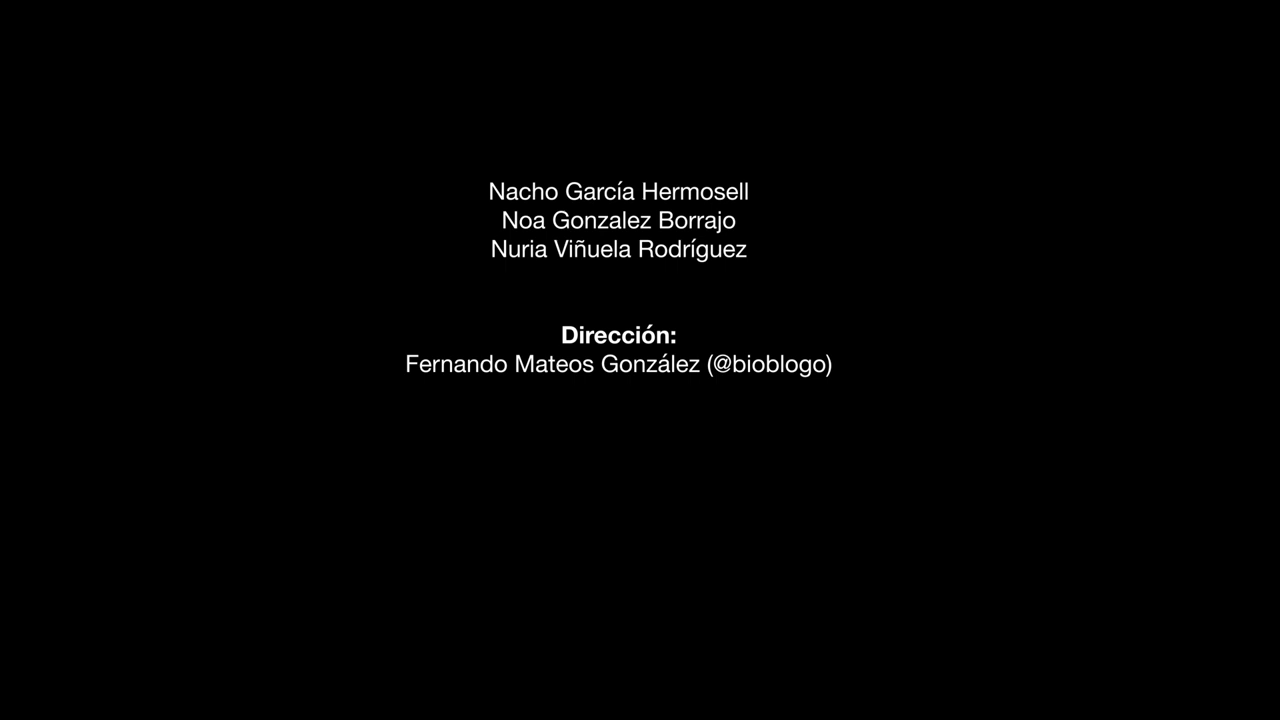 Nacho García Hermosell
Noa Gonzalez Borrajo
Nuria Viñuela Rodríguez
Dirección:
Fernando Mateos González (@bioblogo)